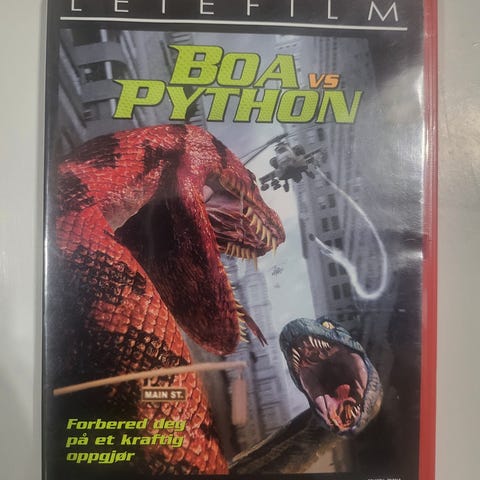 LEIEFILM
BOA VS
PYTHON
MAIN ST.
Forbered deg
på et kraftig
oppgjør